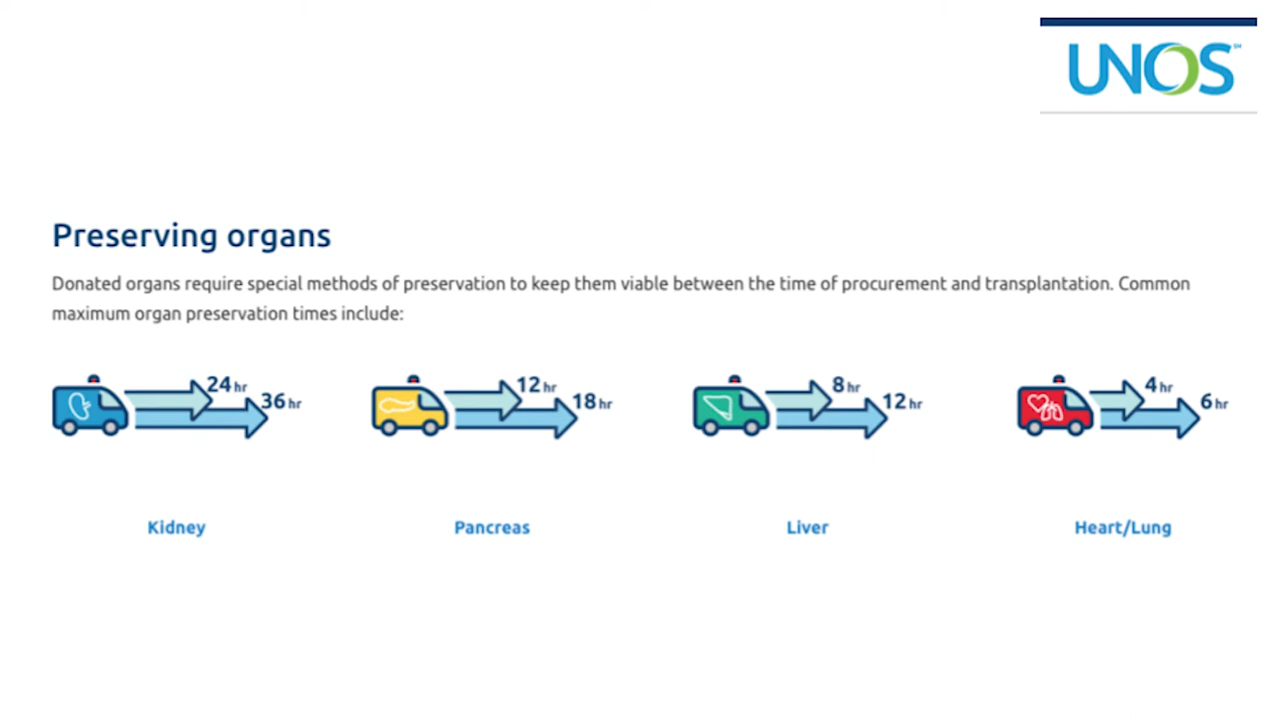 UNOS℠
Preserving organs
Donated organs require special methods of preservation to keep them viable between the time of procurement and transplantation. Common
maximum organ preservation times include:
24 hr
36 hr
12 hr
18 hr
8 hr
12 hr
4 hr
6 hr
Kidney
Pancreas
Liver
Heart/Lung